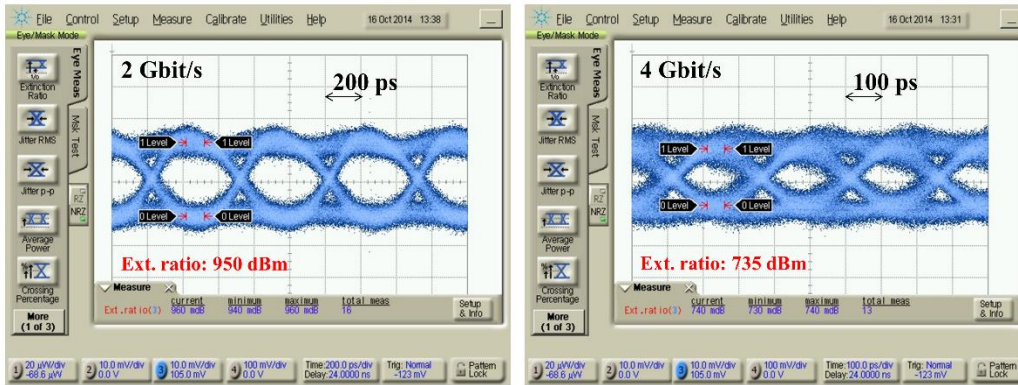 File Control Setup Measure Calibrate Utilities Help 16 Oct 2014 13:38
Eye/Mask Mode
Extinction
Ratio
Jitter RMS
Jitter p-p
Average
Power
Crossing
Percentage
More
(1 of 3)
Eye Meas
Msk Test
RZ
NRZ
2 Gbit/s
200 ps
1 Level 1 Level
0 Level 0 Level
Ext. ratio: 950 dBm
Measure
current minimum maximum total meas
Ext.ratio(3) 960 mdB 940 mdB 960 mdB 16
Setup
& Info
1) 20 µW/div 2) 10.0 mV/div 3) 10.0 mV/div 4) 100 mV/div Time:200.0 ps/div Trig: Normal Pattern
-68.6 µW 0.0 V 105.0 mV 0.0 V Delay:24.0000 ns -123 mV Lock
File Control Setup Measure Calibrate Utilities Help 16 Oct 2014 13:31
Eye/Mask Mode
Extinction
Ratio
Jitter RMS
Jitter p-p
Average
Power
Crossing
Percentage
More
(1 of 3)
Eye Meas
Msk Test
RZ
NRZ
4 Gbit/s
100 ps
1 Level 1 Level
0 Level 0 Level
Ext. ratio: 735 dBm
Measure
current minimum maximum total meas
Ext.ratio(3) 740 mdB 730 mdB 740 mdB 13
Setup
& Info
1) 20 µW/div 2) 10.0 mV/div 3) 10.0 mV/div 4) 100 mV/div Time:100.0 ps/div Trig: Normal Pattern
-68.6 µW 0.0 V 105.0 mV 0.0 V Delay:24.0000 ns -123 mV Lock